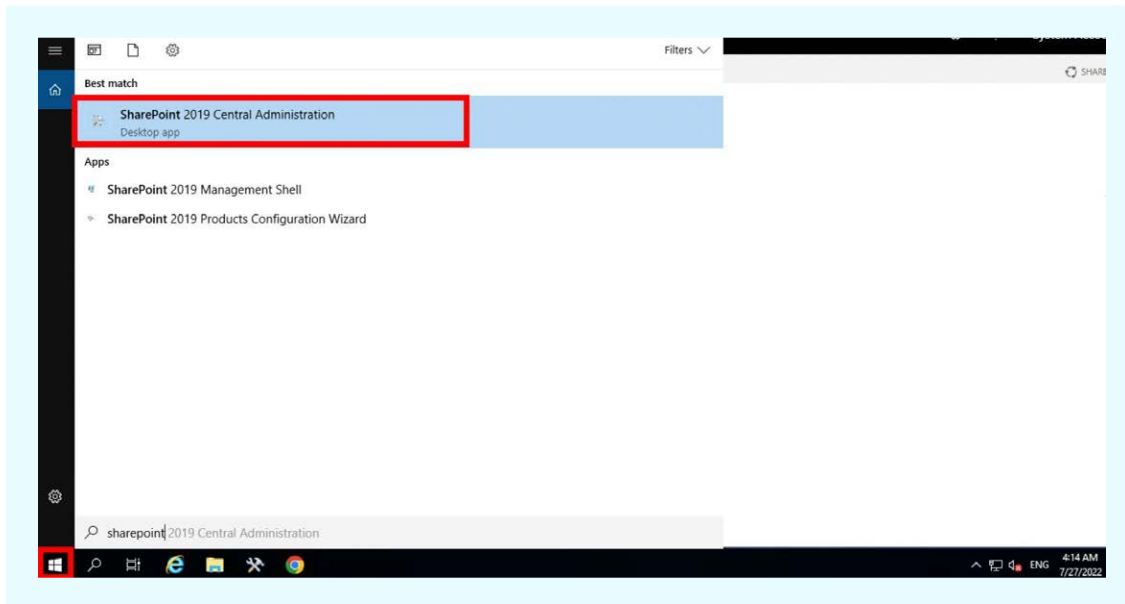 Filters
SHARE
Best match
SharePoint 2019 Central Administration
Desktop app
Apps
SharePoint 2019 Management Shell
SharePoint 2019 Products Configuration Wizard
sharepoint 2019 Central Administration
ENG
4:14 AM
7/27/2022